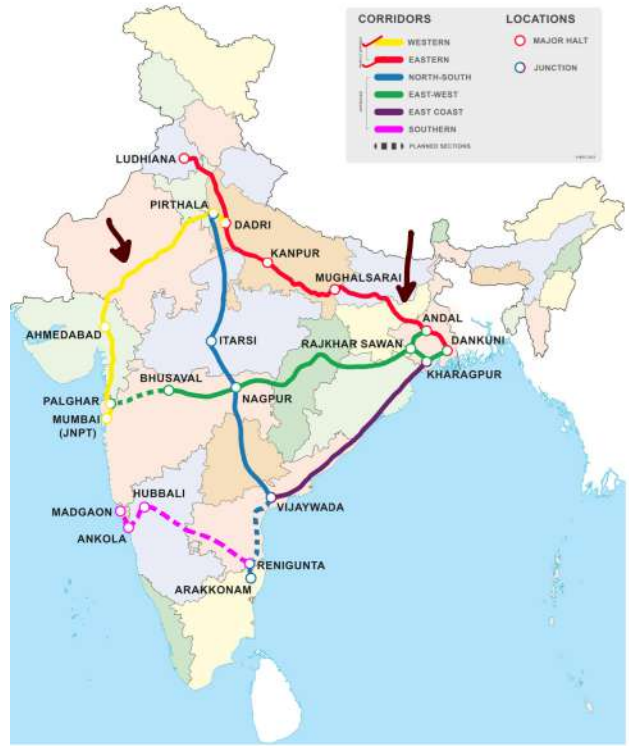 CORRIDORS
LOCATIONS
WESTERN
EASTERN
NORTH-SOUTH
EAST-WEST
EAST COAST
SOUTHERN
PLANNED SECTIONS
MAJOR HALT
JUNCTION
LUDHIANA
PIRTHALA
DADRI
KANPUR
MUGHALSARAI
ANDAL
AHMEDABAD
ITARSI
RAJKHAR SAWAN
DANKUNI
BHUSAVAL
KHARAGPUR
PALGHAR
NAGPUR
MUMBAI
(JNPT)
HUBBALI
MADGAON
VIJAYWADA
ANKOLA
RENIGUNTA
ARAKKONAM